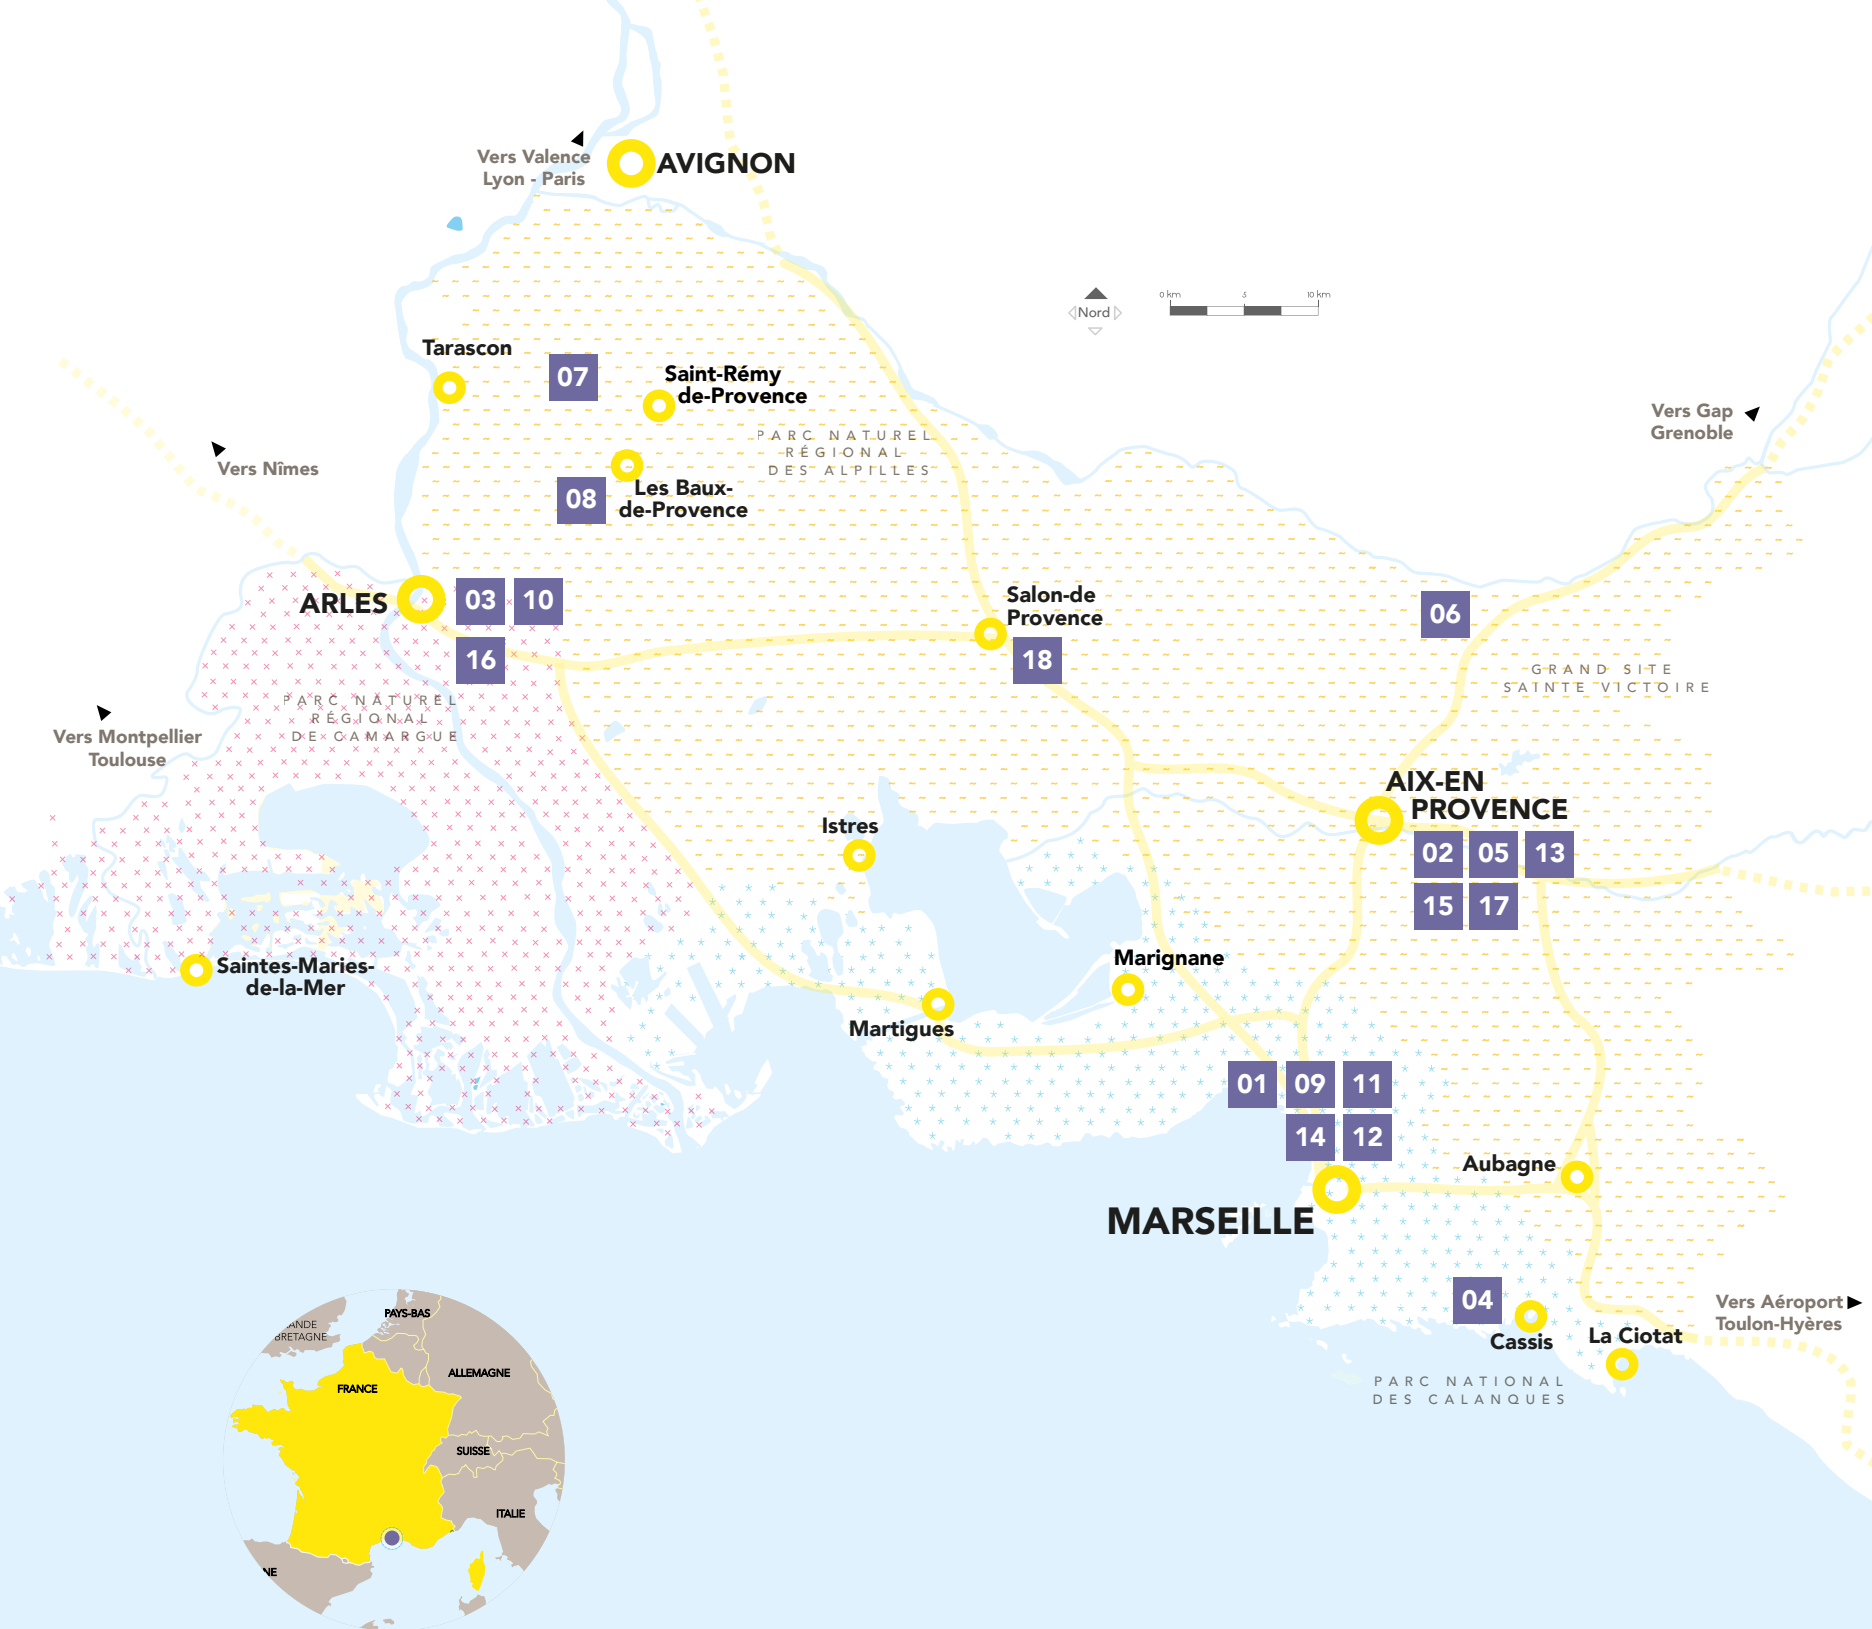 Vers Valence
Lyon - Paris
AVIGNON
0 km 5 10 km
Nord
Tarascon
07
Saint-Rémy
de-Provence
Vers Gap
Grenoble
PARC NATUREL
RÉGIONAL
DES ALPILLES
Vers Nîmes
08
Les Baux-
de-Provence
ARLES
03 10
16
Salon-de
Provence
18
06
GRAND SITE
SAINTE VICTOIRE
PARC NATUREL
RÉGIONAL
DE CAMARGUE
Vers Montpellier
Toulouse
AIX-EN
PROVENCE
02 05 13
15 17
Istres
Saintes-Maries-
de-la-Mer
Marignane
Martigues
01 09 11
14 12
MARSEILLE
Aubagne
04
Cassis
La Ciotat
Vers Aéroport
Toulon-Hyères
PARC NATIONAL
DES CALANQUES
PAYS-BAS
ANDE
BRETAGNE
ALLEMAGNE
FRANCE
SUISSE
ITALIE
NE